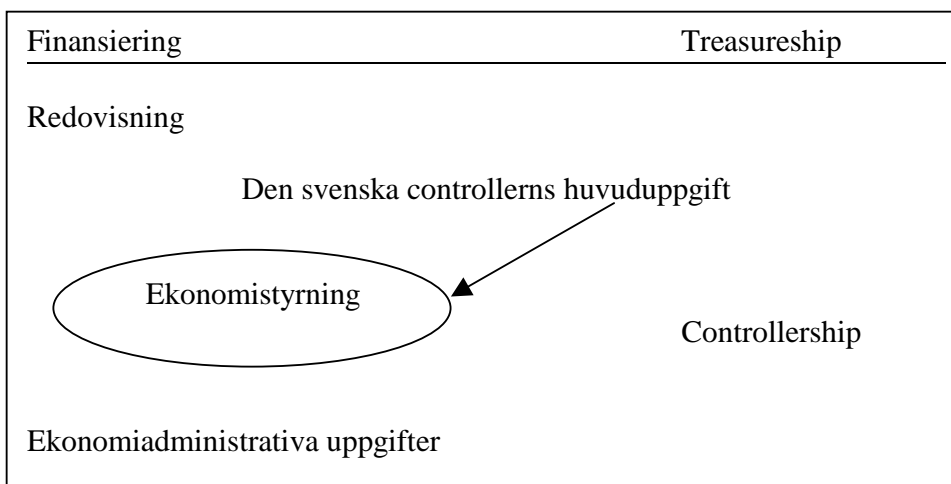 Finansiering Treasureship
Redovisning
Den svenska controllerns huvuduppgift
Ekonomistyrning
Controllership
Ekonomiadministrativa uppgifter